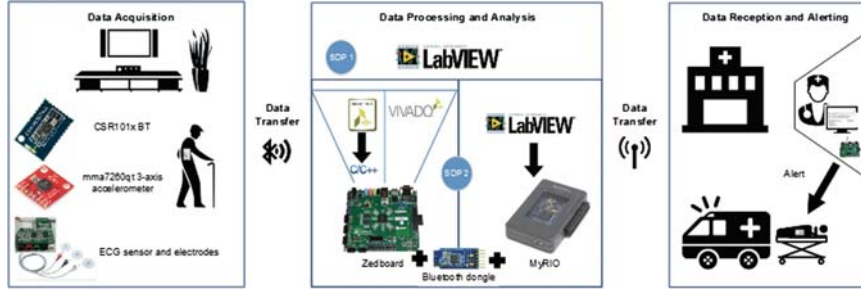 Data Acquisition
CSR101x BT
mma7260qt 3-axis
accelerometer
ECG sensor and electrodes
Data
Transfer
Data Processing and Analysis
SDP 1
LabVIEW
VIVADO
C/C++
LabVIEW
SDP 2
Zedboard
Bluetooth dongle
MyRIO
Data
Transfer
Data Reception and Alerting
Alert